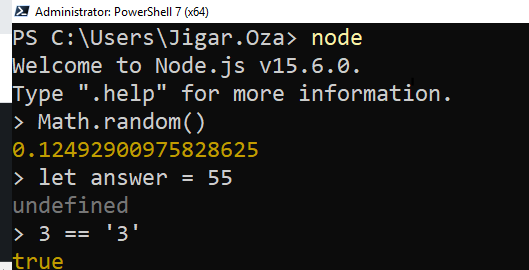 Administrator: PowerShell 7 (x64)
PS C:\Users\Jigar.Oza> node
Welcome to Node.js v15.6.0.
Type ".help" for more information.
> Math.random()
0.12492900975828625
> let answer = 55
undefined
> 3 == '3'
true